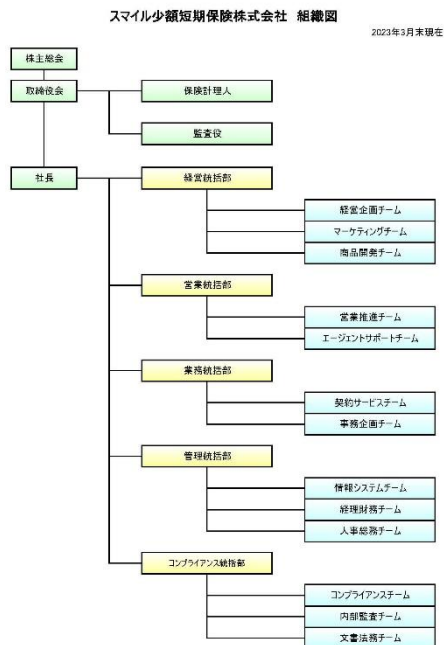 スマイル少額短期保険株式会社 組織図
2023年3月末現在
株主総会
取締役会
保険計理人
監査役
社長
経営統括部
経営企画チーム
マーケティングチーム
商品開発チーム
営業統括部
営業推進チーム
エージェントサポートチーム
業務統括部
契約サービスチーム
事務企画チーム
管理統括部
情報システムチーム
経理財務チーム
人事総務チーム
コンプライアンス統括部
コンプライアンスチーム
内部監査チーム
文書法務チーム